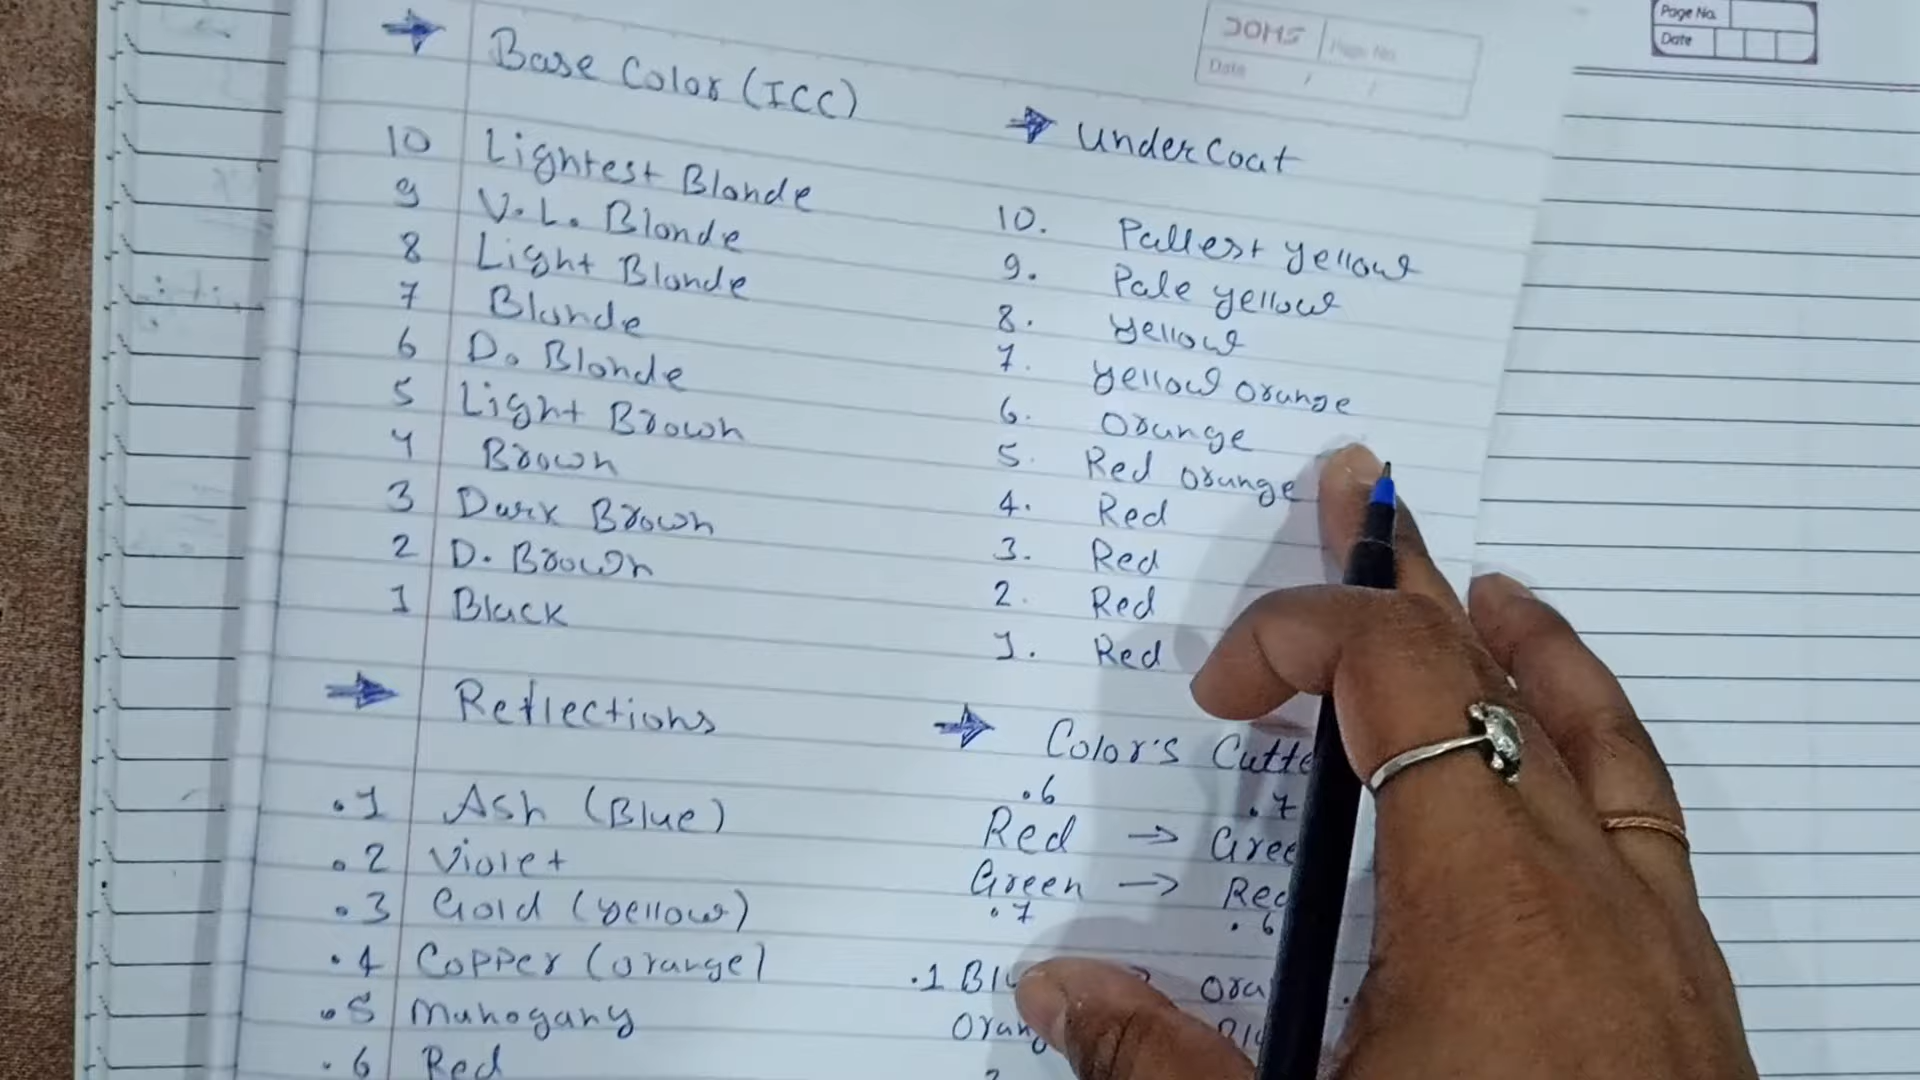 Page No.
Date
DOMS Page No.
Date / /
Base Color (ICC)
10 Lightest Blonde
9 V.L. Blonde
8 Light Blonde
7 Blonde
6 D. Blonde
5 Light Brown
4 Brown
3 Dark Brown
2 D. Brown
1 Black
Under Coat
10. Pallest yellow
9. Pale yellow
8. yellow
7. yellow orange
6. Orange
5. Red orange
4. Red
3. Red
2. Red
1. Red
Reflections
.1 Ash (Blue)
.2 Violet
.3 Gold (yellow)
.4 Copper (orange)
.5 Mahogany
.6 Red
Color's
.6 .7
Red →
Green →
.7 .6
.1